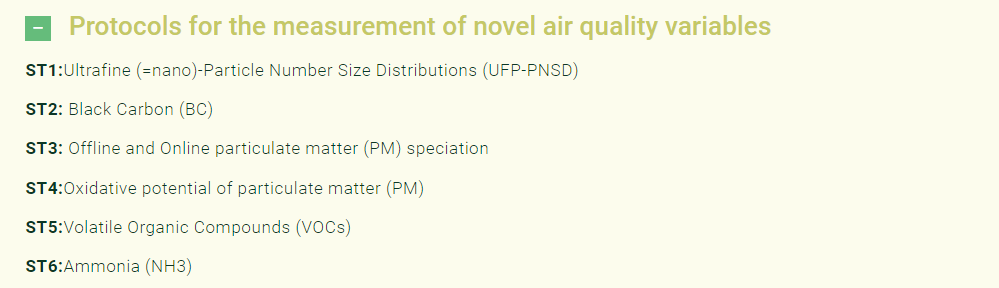 Protocols for the measurement of novel air quality variables
ST1:Ultrafine (=nano)-Particle Number Size Distributions (UFP-PNSD)
ST2: Black Carbon (BC)
ST3: Offline and Online particulate matter (PM) speciation
ST4:Oxidative potential of particulate matter (PM)
ST5:Volatile Organic Compounds (VOCs)
ST6:Ammonia (NH3)